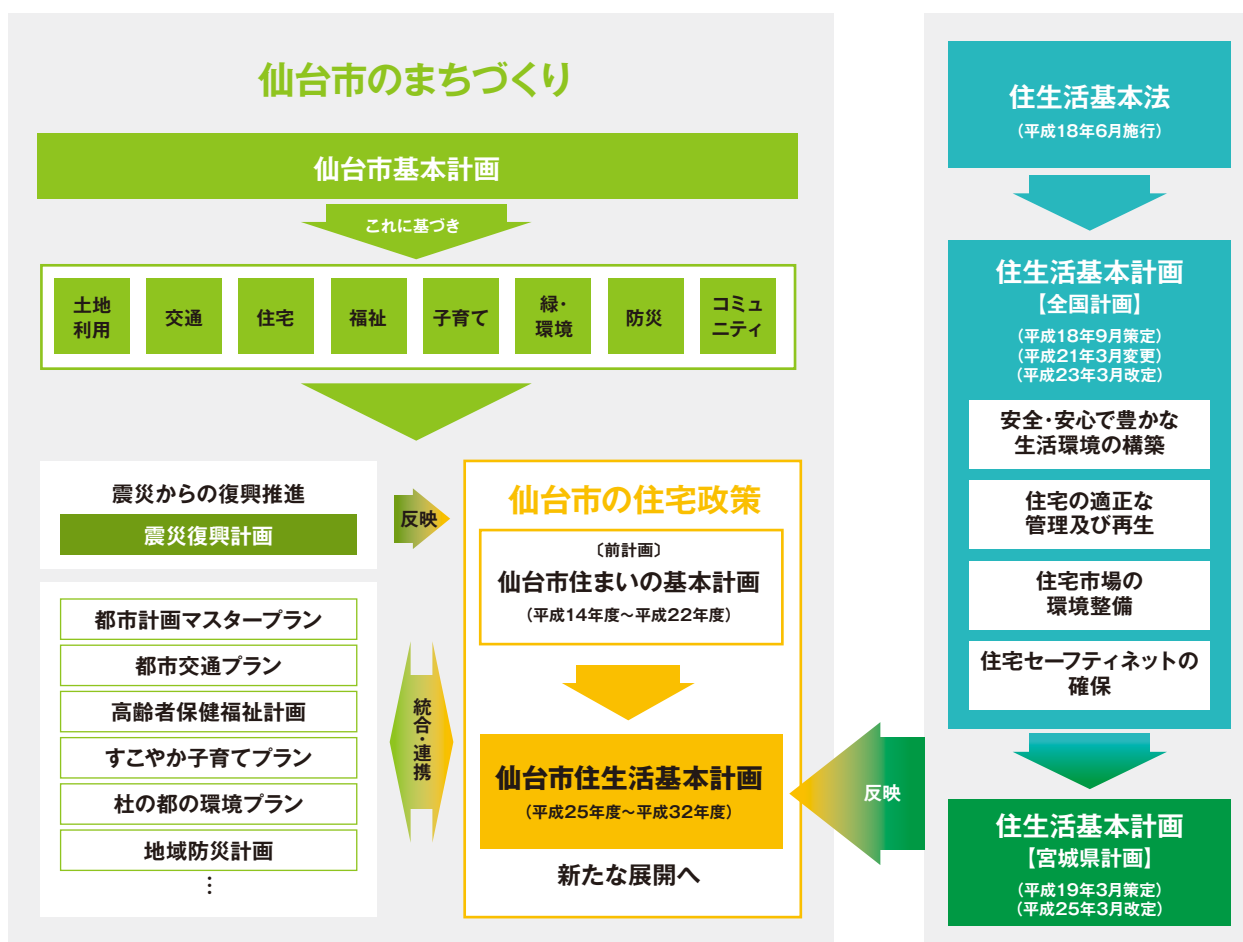 仙台市のまちづくり
仙台市基本計画
これに基づき
土地
利用
交通
住宅
福祉
子育て
緑・
環境
防災
コミュ
ニティ
震災からの復興推進
震災復興計画
反映
都市計画マスタープラン
都市交通プラン
高齢者保健福祉計画
すこやか子育てプラン
杜の都の環境プラン
地域防災計画
⋮
統合・連携
仙台市の住宅政策
〔前計画〕
仙台市住まいの基本計画
(平成14年度～平成22年度)
仙台市住生活基本計画
(平成25年度～平成32年度)
新たな展開へ
反映
住生活基本法
(平成18年6月施行)
住生活基本計画
【全国計画】
(平成18年9月策定)
(平成21年3月変更)
(平成23年3月改定)
安全・安心で豊かな
生活環境の構築
住宅の適正な
管理及び再生
住宅市場の
環境整備
住宅セーフティネットの
確保
住生活基本計画
【宮城県計画】
(平成19年3月策定)
(平成25年3月改定)